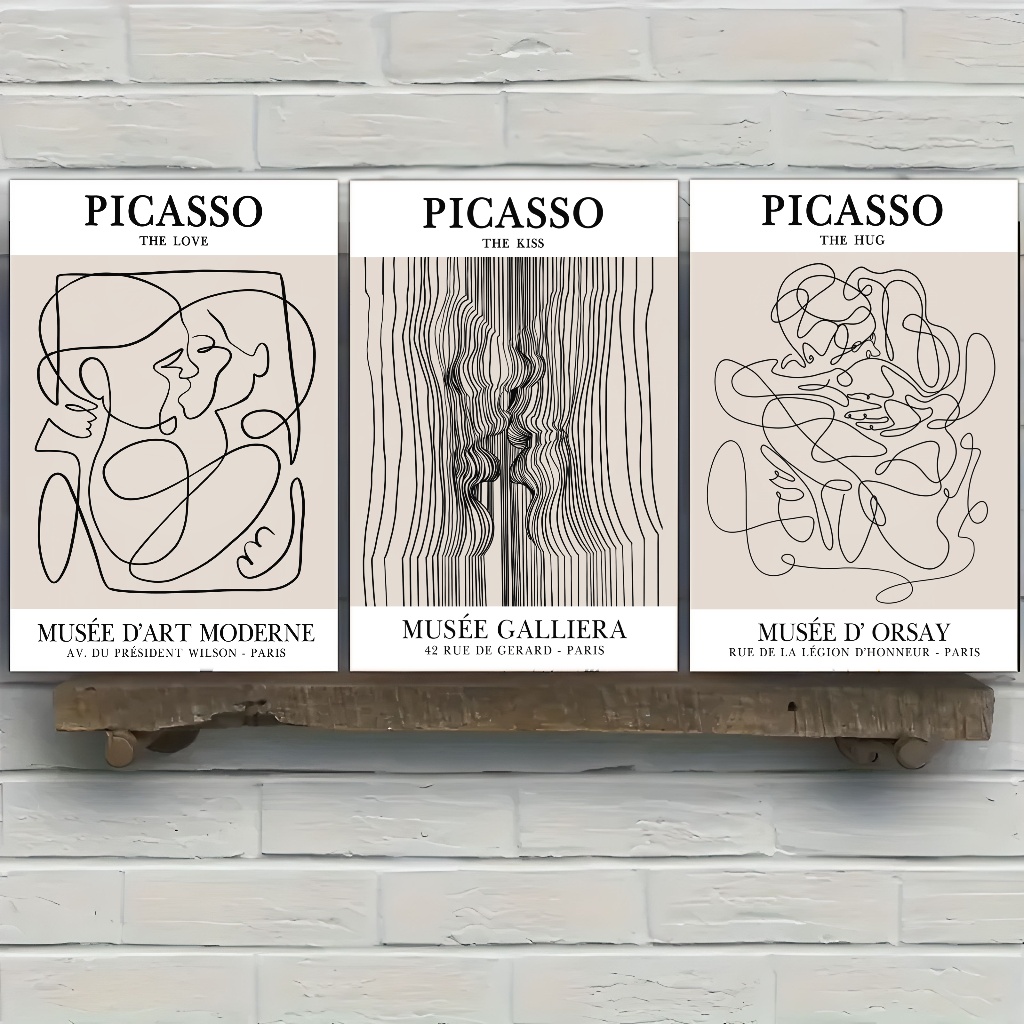 PICASSO
THE LOVE
MUSÉE D'ART MODERNE
AV. DU PRÉSIDENT WILSON - PARIS
PICASSO
THE KISS
MUSÉE GALLIERA
42 RUE DE GERARD - PARIS
PICASSO
THE HUG
MUSÉE D' ORSAY
RUE DE LA LÉGION D'HONNEUR - PARIS